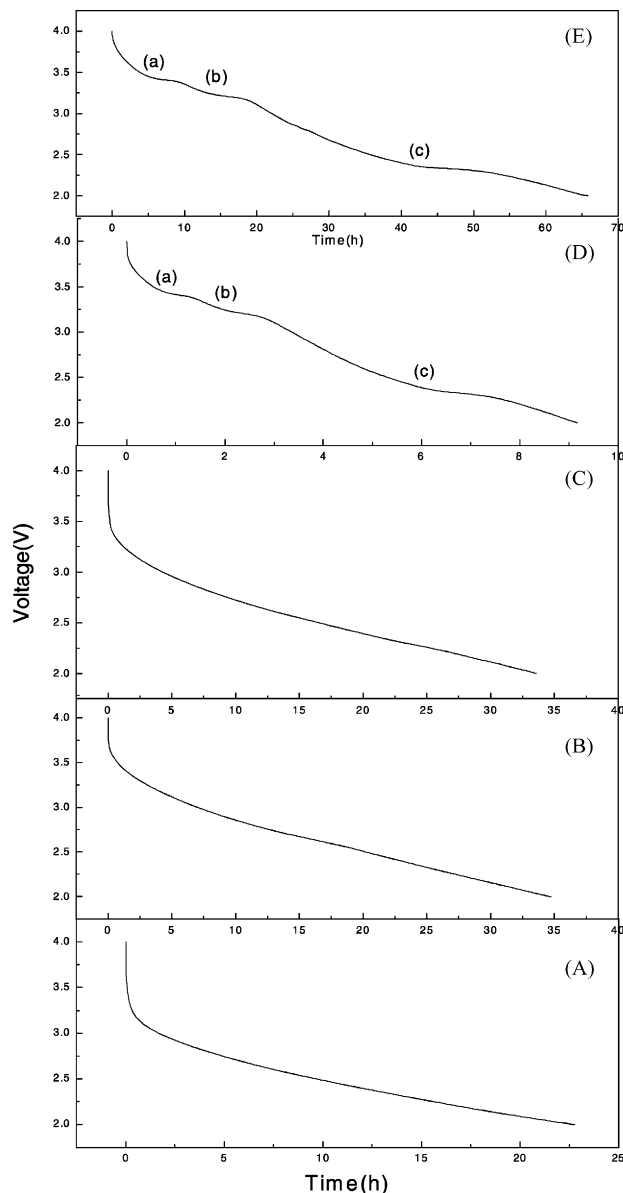 4.0 (E)
3.5 (a) (b)
3.0
2.5 (c)
2.0
0 10 20 30 40 50 60 70
Time(h)
4.0 (D)
3.5 (a) (b)
3.0
2.5 (c)
2.0
0 2 4 6 8 10
4.0 (C)
3.5
3.0
2.5
2.0
0 5 10 15 20 25 30 35 40
Voltage(V)
4.0 (B)
3.5
3.0
2.5
2.0
0 5 10 15 20 25 30 35 40
4.0 (A)
3.5
3.0
2.5
2.0
0 5 10 15 20 25
Time(h)